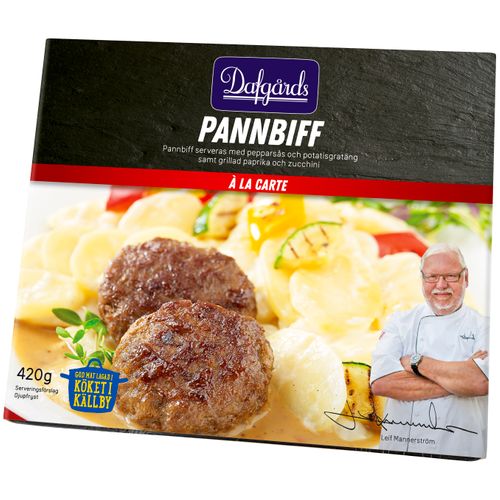 Dafgårds
PANNBIFF
Pannbiff serveras med pepparsås och potatisgratäng
samt grillad paprika och zucchini
À LA CARTE
420g
Serveringsförslag
Djupfryst
GOD MAT LAGAD I
KÖKET I
KÄLLBY
Leif Mannerström